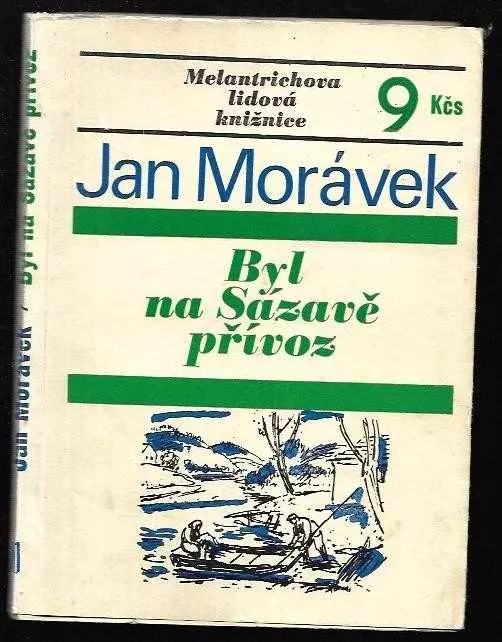 Melantrichova
lidová
knižnice
9 Kčs
Jan Morávek
Byl
na Sázavě
přívoz
Jan Morávek / Byl na Sázavě přívoz